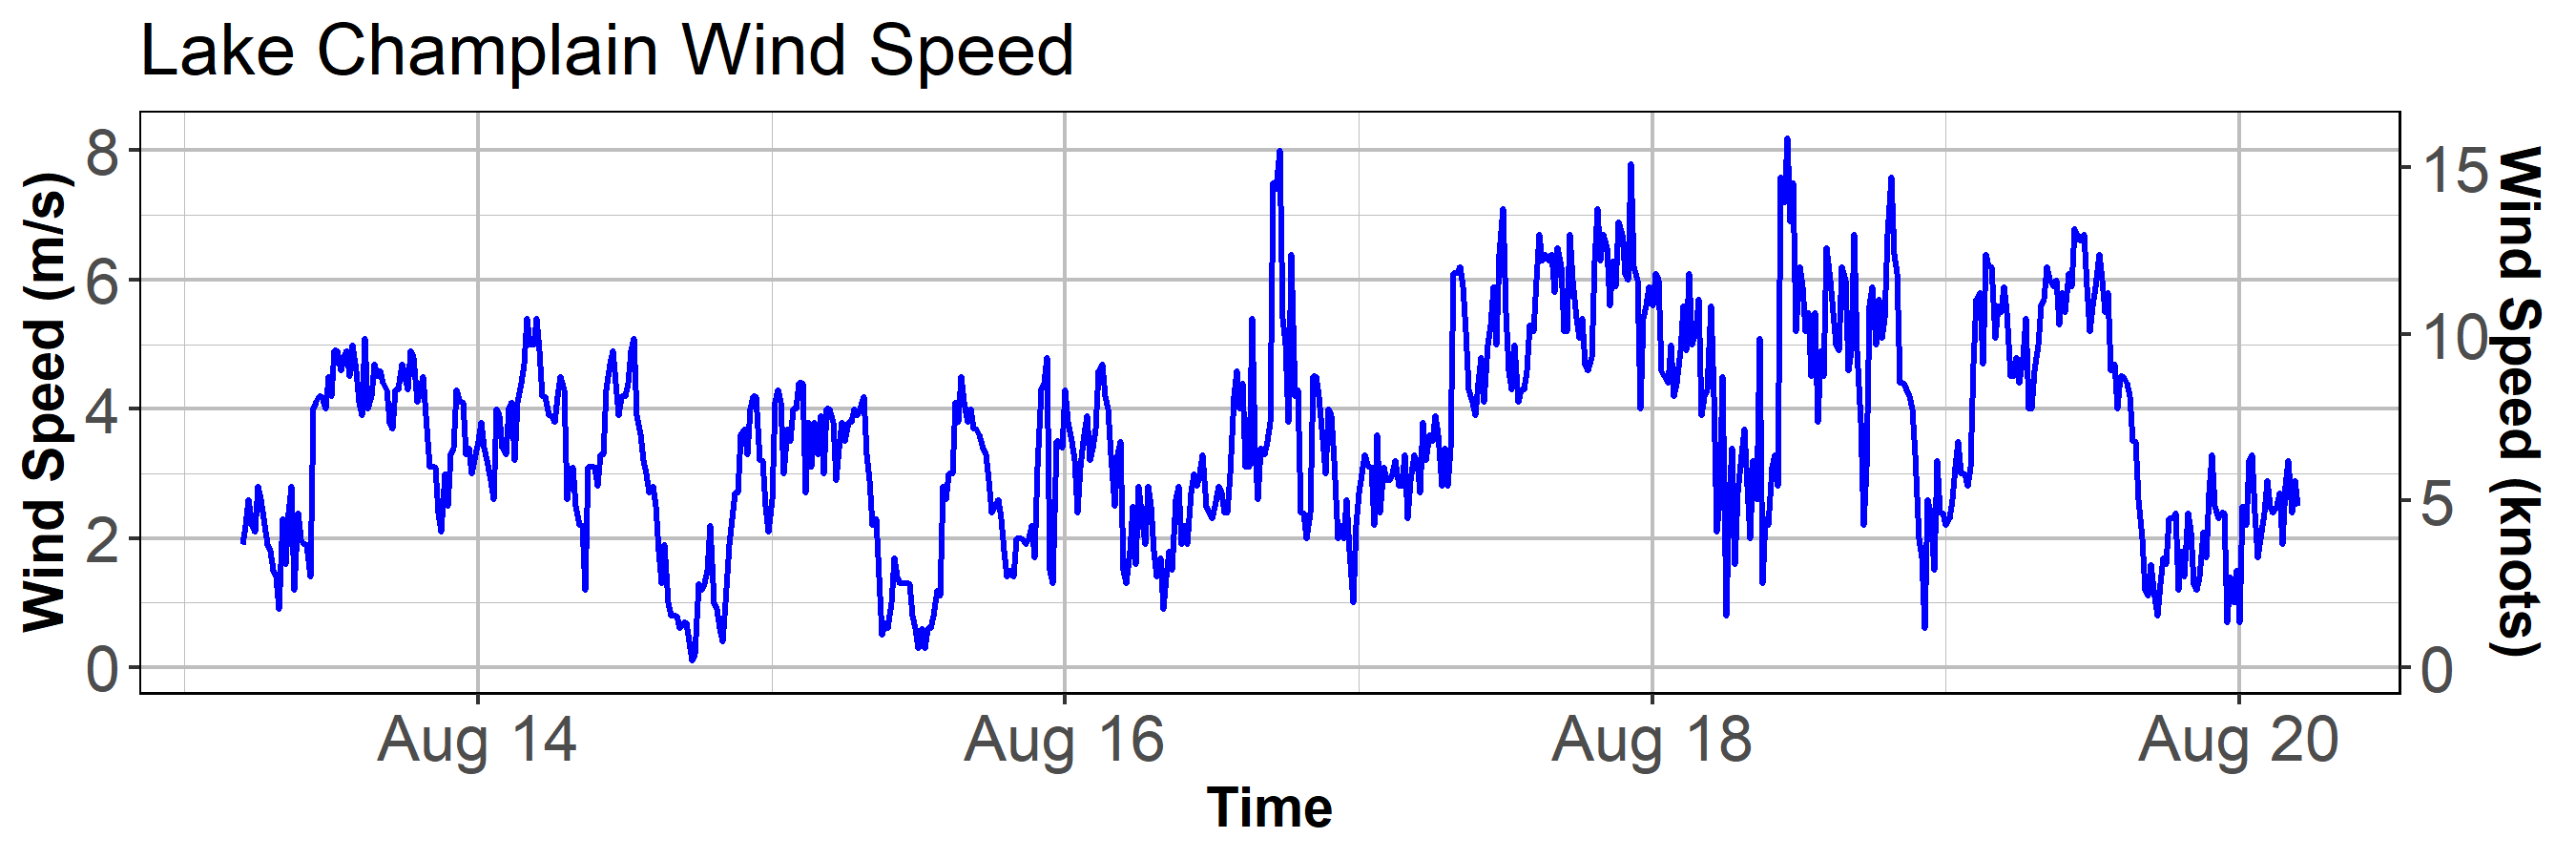 Lake Champlain Wind Speed
Wind Speed (m/s)
8
6
4
2
0
15
10
5
0
Wind Speed (knots)
Aug 14
Aug 16
Aug 18
Aug 20
Time